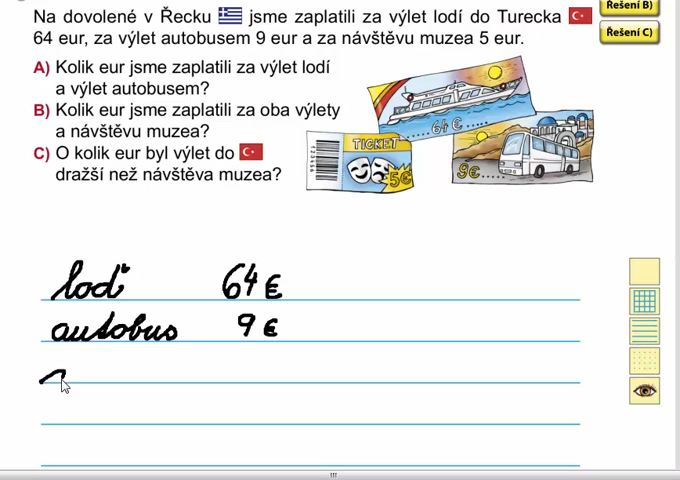 Na dovolené v Řecku jsme zaplatili za výlet lodí do Turecka
64 eur, za výlet autobusem 9 eur a za návštěvu muzea 5 eur.
A) Kolik eur jsme zaplatili za výlet lodí
a výlet autobusem?
B) Kolik eur jsme zaplatili za oba výlety
a návštěvu muzea?
C) O kolik eur byl výlet do
dražší než návštěva muzea?
Řešení B)
Řešení C)
......64 €......
TICKET
5€
9€.....
loď 64 €
autobus 9 €